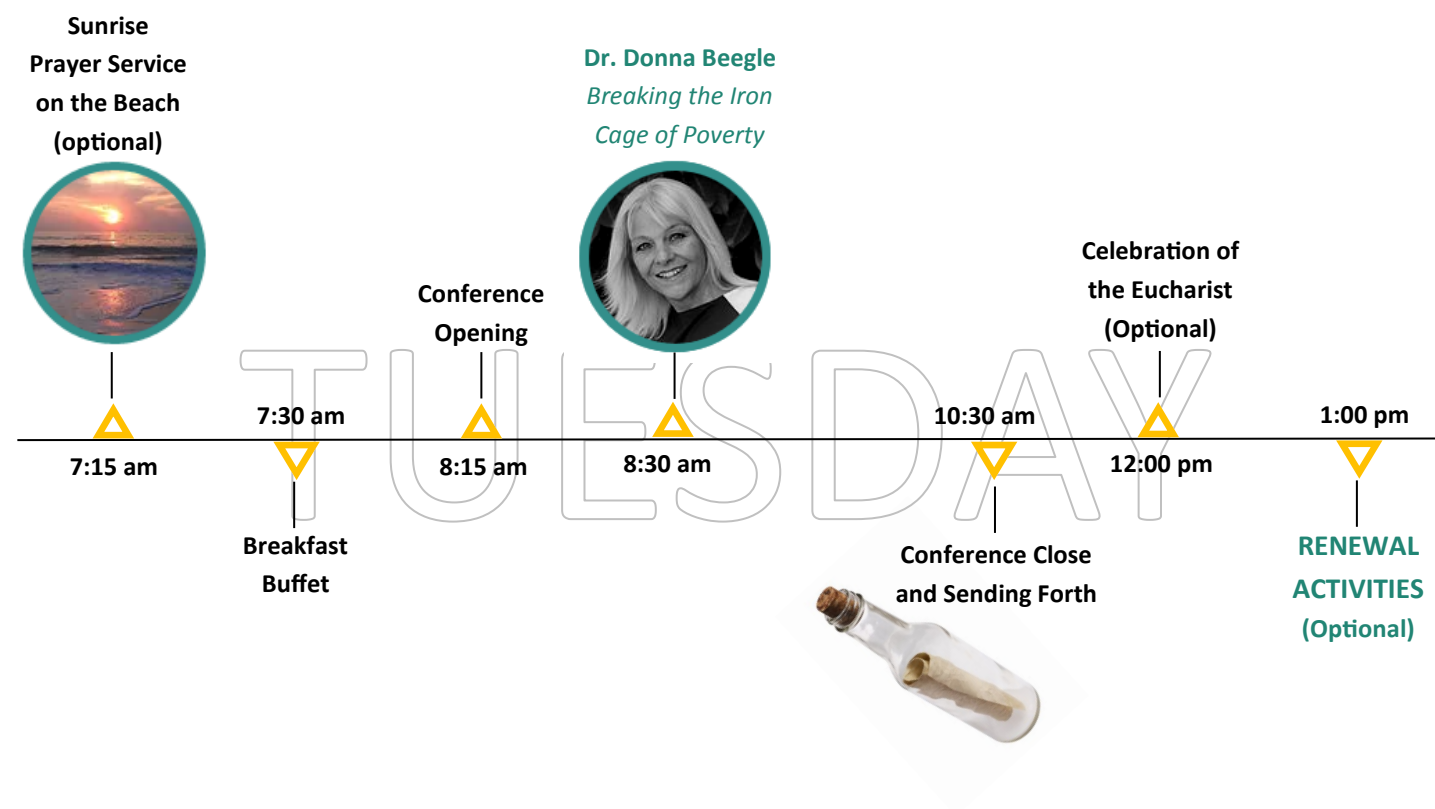 Sunrise
Prayer Service
on the Beach
(optional)
7:15 am
7:30 am
Breakfast
Buffet
Conference
Opening
8:15 am
Dr. Donna Beegle
Breaking the Iron
Cage of Poverty
8:30 am
10:30 am
Conference Close
and Sending Forth
Celebration of
the Eucharist
(Optional)
12:00 pm
1:00 pm
RENEWAL
ACTIVITIES
(Optional)
TUESDAY